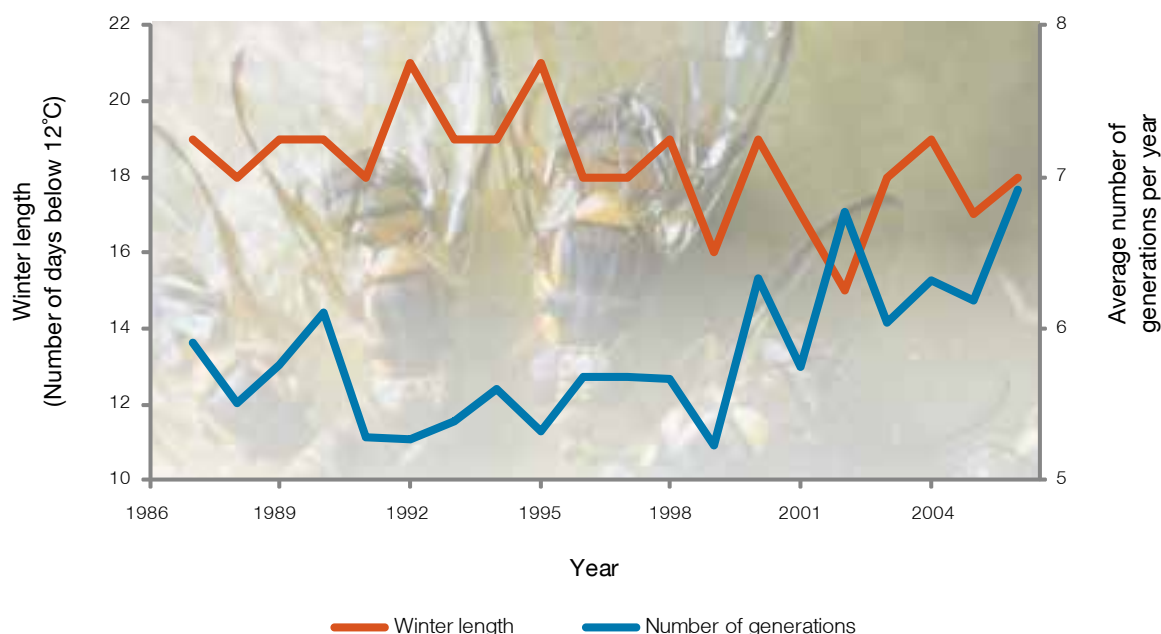 22
20
18
16
14
12
10
Winter length
(Number of days below 12˚C)
8
7
6
5
Average number of
generations per year
1986
1989
1992
1995
1998
2001
2004
Year
Winter length
Number of generations